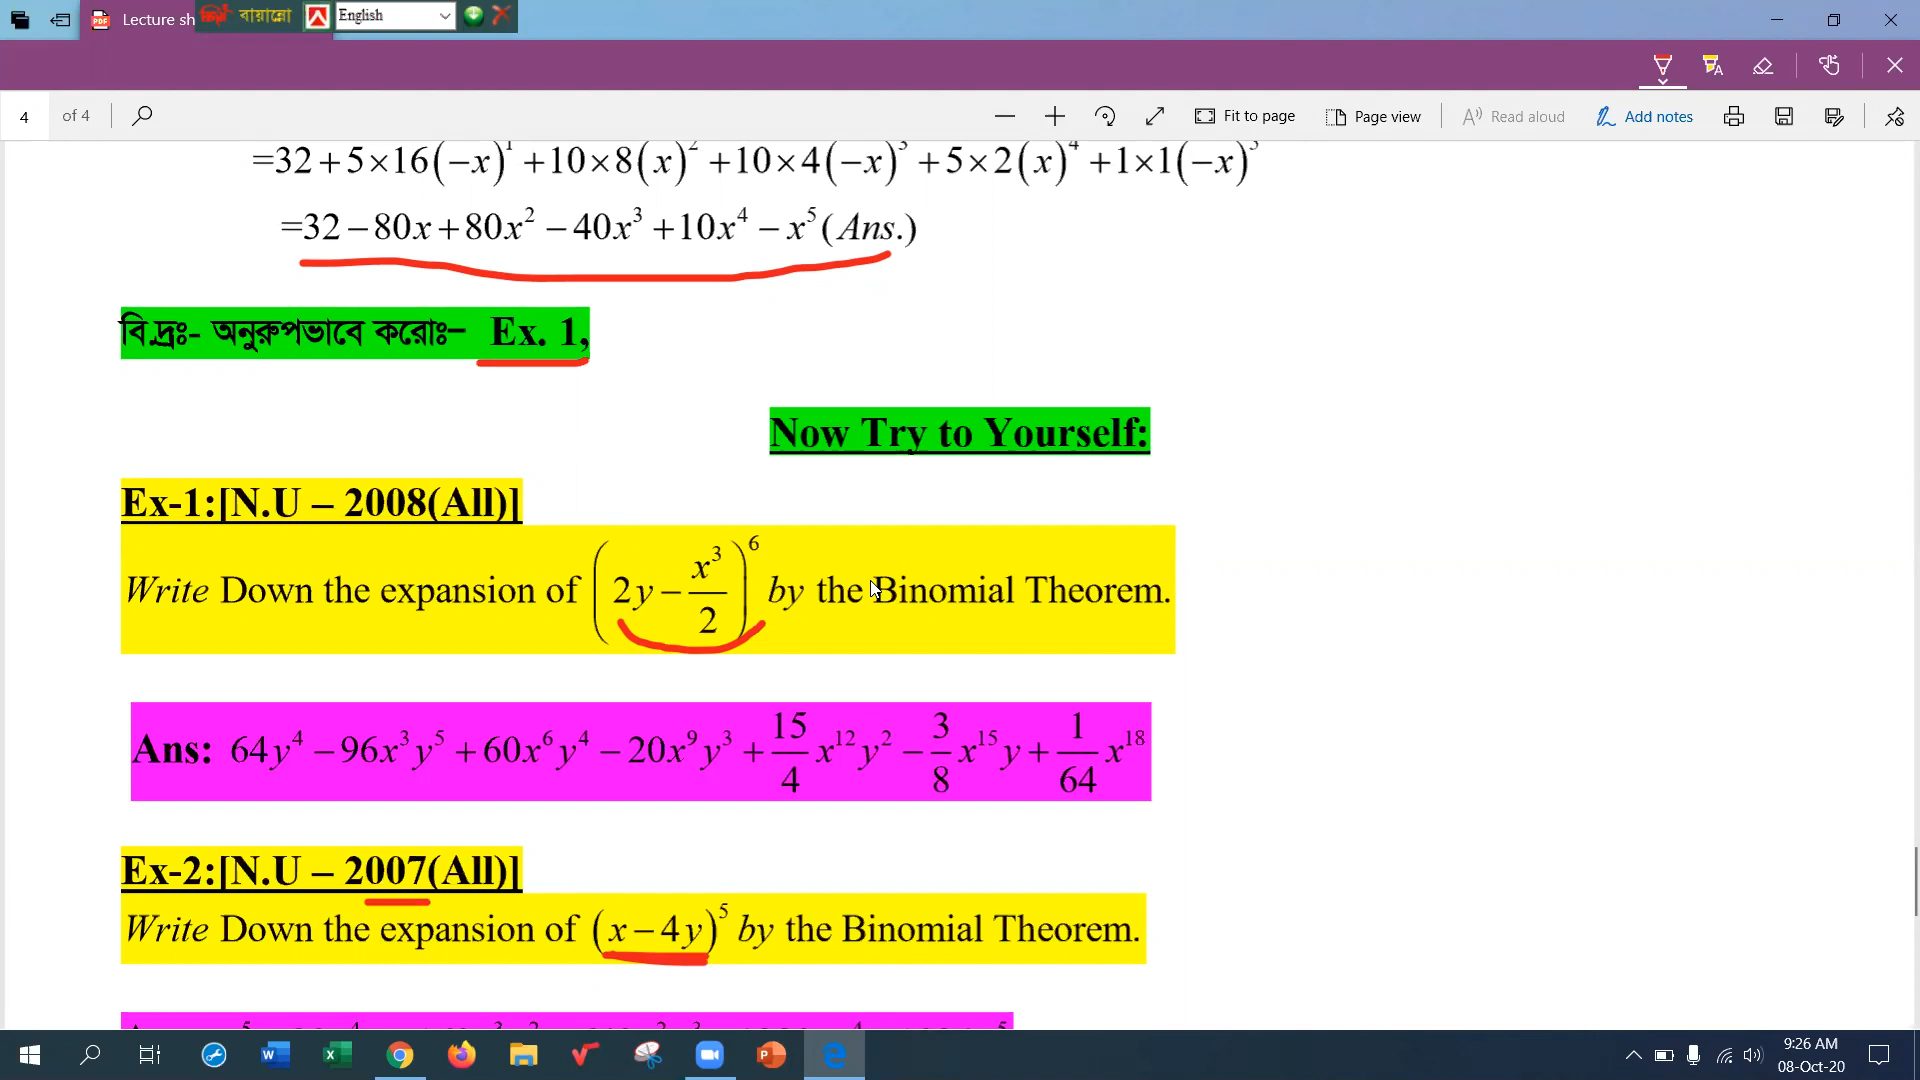 Lecture sh
বায়ান্নো
English
4 of 4
Fit to page
Page view
Read aloud
Add notes
=32+5×16(−x)¹+10×8(x)²+10×4(−x)³+5×2(x)⁴+1×1(−x)⁵
=32−80x+80x²−40x³+10x⁴−x⁵(Ans.)
বি.দ্রঃ- অনুরুপভাবে করোঃ− Ex. 1,
Now Try to Yourself:
Ex-1:[N.U – 2008(All)]
Write Down the expansion of (2y − x³/2)⁶ by the Binomial Theorem.
Ans: 64y⁴ − 96x³y⁵ + 60x⁶y⁴ − 20x⁹y³ + 15/4 x¹²y² − 3/8 x¹⁵y + 1/64 x¹⁸
Ex-2:[N.U – 2007(All)]
Write Down the expansion of (x − 4y)⁵ by the Binomial Theorem.
9:26 AM
08-Oct-20